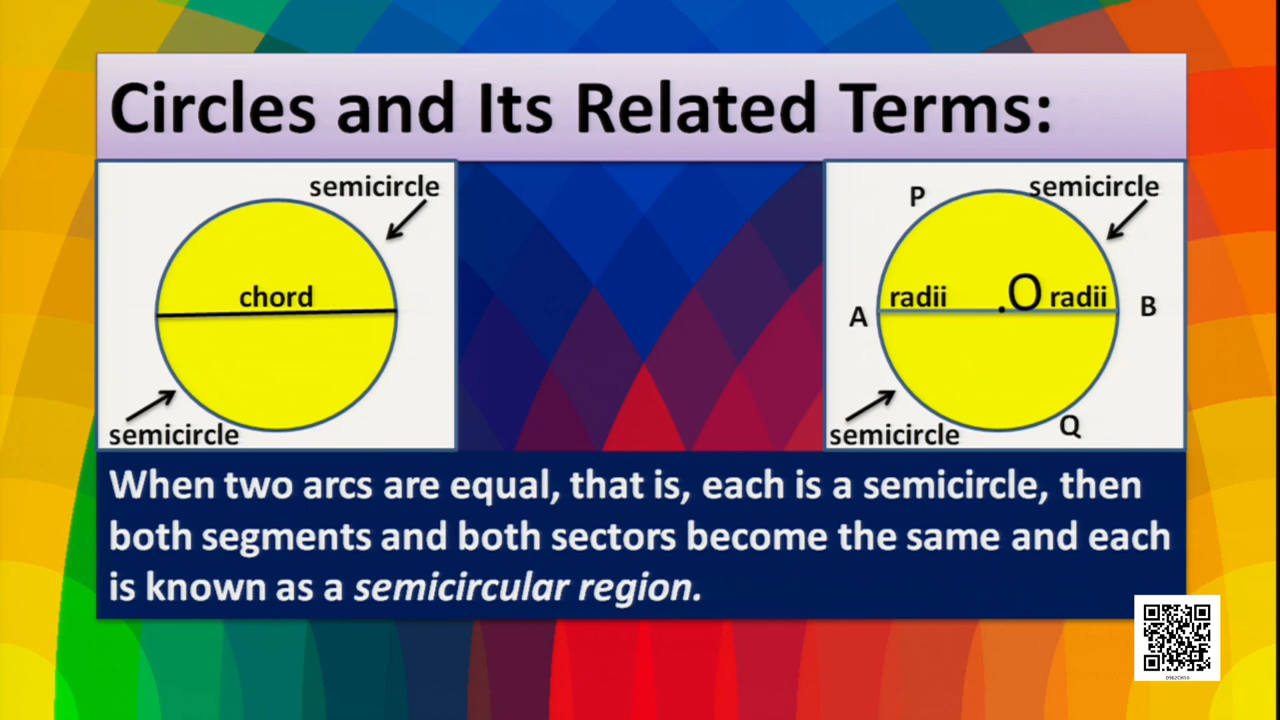 Circles and Its Related Terms:
semicircle
chord
semicircle
P
semicircle
radii
.O
radii
A
B
Q
semicircle
When two arcs are equal, that is, each is a semicircle, then
both segments and both sectors become the same and each
is known as a semicircular region.
0962CH10